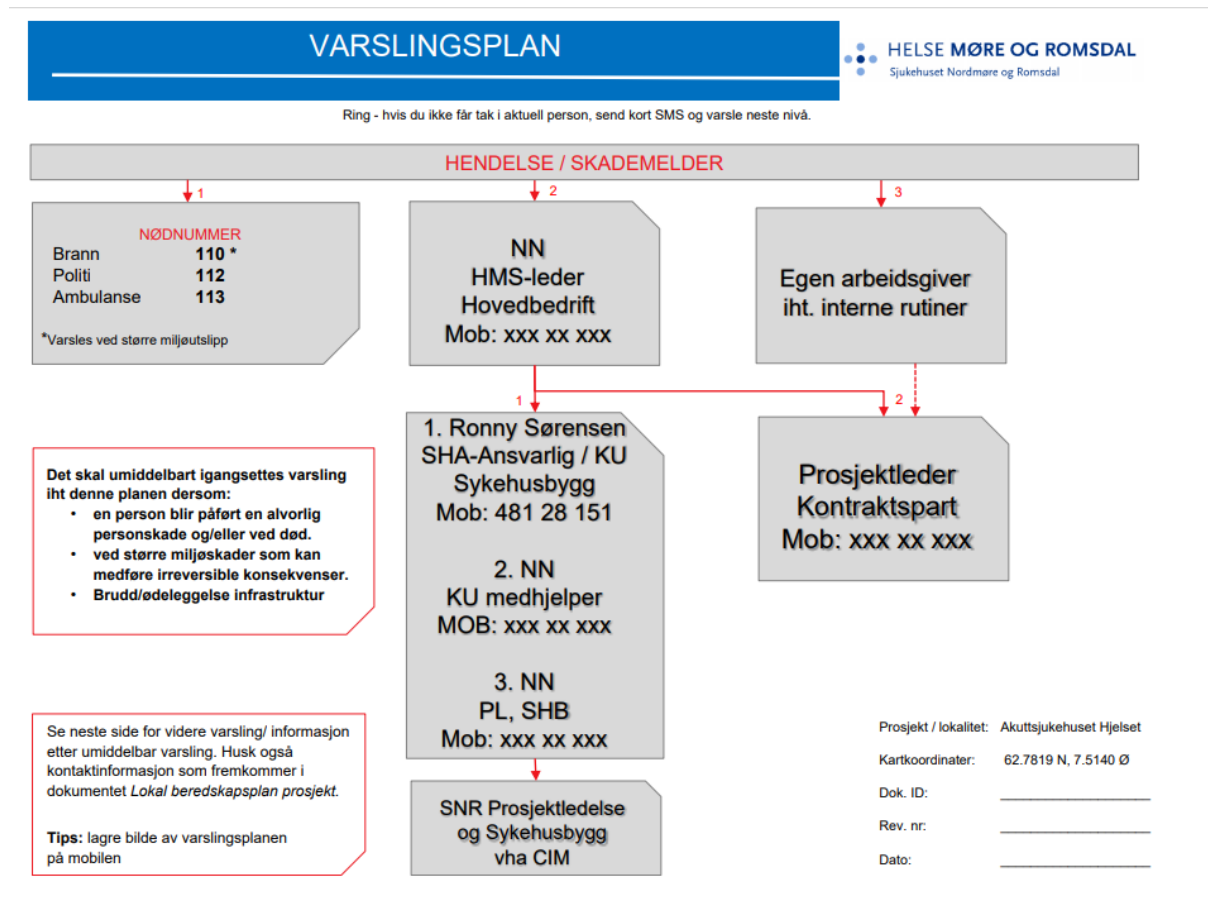 VARSLINGSPLAN
HELSE MØRE OG ROMSDAL
Sjukehuset Nordmøre og Romsdal
Ring - hvis du ikke får tak i aktuell person, send kort SMS og varsle neste nivå.
HENDELSE / SKADEMELDER
1
2
3
NØDNUMMER
Brann 110 *
Politi 112
Ambulanse 113
*Varsles ved større miljøutslipp
NN
HMS-leder
Hovedbedrift
Mob: xxx xx xxx
Egen arbeidsgiver
iht. interne rutiner
1
2
1. Ronny Sørensen
SHA-Ansvarlig / KU
Sykehusbygg
Mob: 481 28 151
2. NN
KU medhjelper
MOB: xxx xx xxx
3. NN
PL, SHB
Mob: xxx xx xxx
Prosjektleder
Kontraktspart
Mob: xxx xx xxx
Det skal umiddelbart igangsettes varsling
iht denne planen dersom:
• en person blir påført en alvorlig
personskade og/eller ved død.
• ved større miljøskader som kan
medføre irreversible konsekvenser.
• Brudd/ødeleggelse infrastruktur
Se neste side for videre varsling/ informasjon
etter umiddelbar varsling. Husk også
kontaktinformasjon som fremkommer i
dokumentet Lokal beredskapsplan prosjekt.
Tips: lagre bilde av varslingsplanen
på mobilen
SNR Prosjektledelse
og Sykehusbygg
vha CIM
Prosjekt / lokalitet: Akuttsjukehuset Hjelset
Kartkoordinater: 62.7819 N, 7.5140 Ø
Dok. ID:
Rev. nr:
Dato: